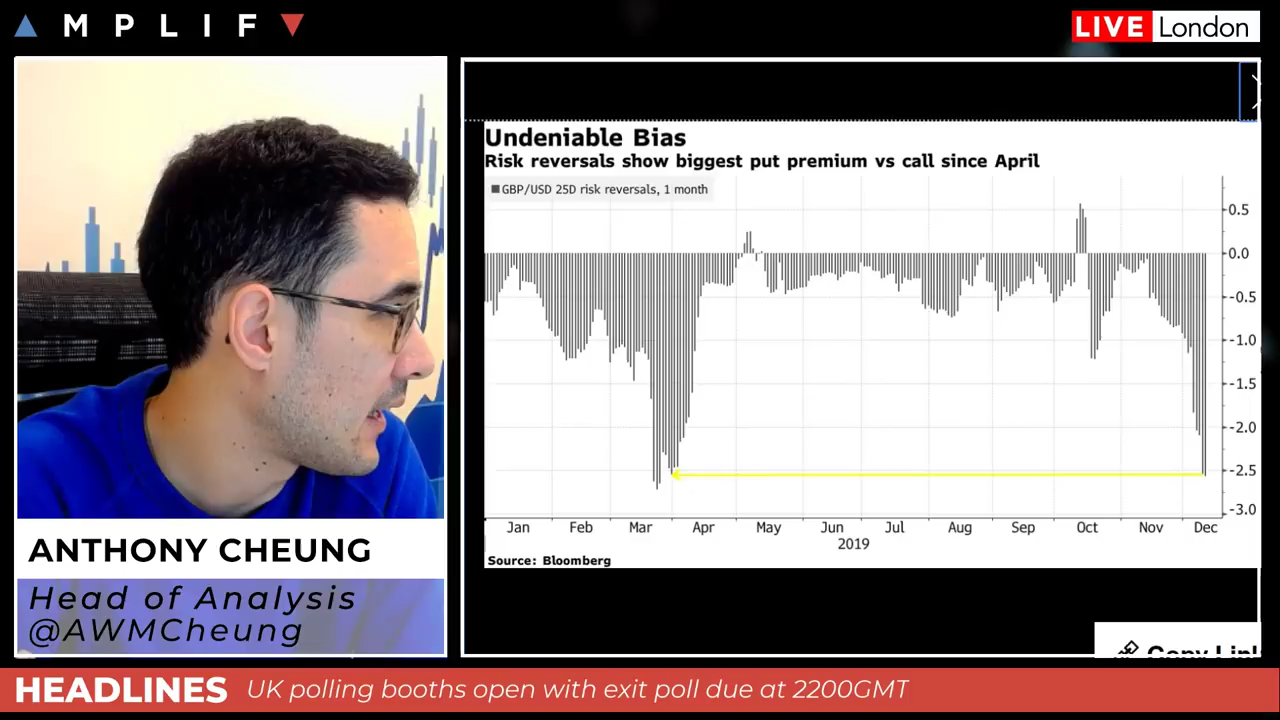 ▲ M P L I F ▼
LIVE London
Undeniable Bias
Risk reversals show biggest put premium vs call since April
GBP/USD 25D risk reversals, 1 month
0.5
0.0
-0.5
-1.0
-1.5
-2.0
-2.5
-3.0
Jan Feb Mar Apr May Jun Jul Aug Sep Oct Nov Dec
2019
Source: Bloomberg
Copy Link
ANTHONY CHEUNG
Head of Analysis
@AWMCheung
HEADLINES UK polling booths open with exit poll due at 2200GMT